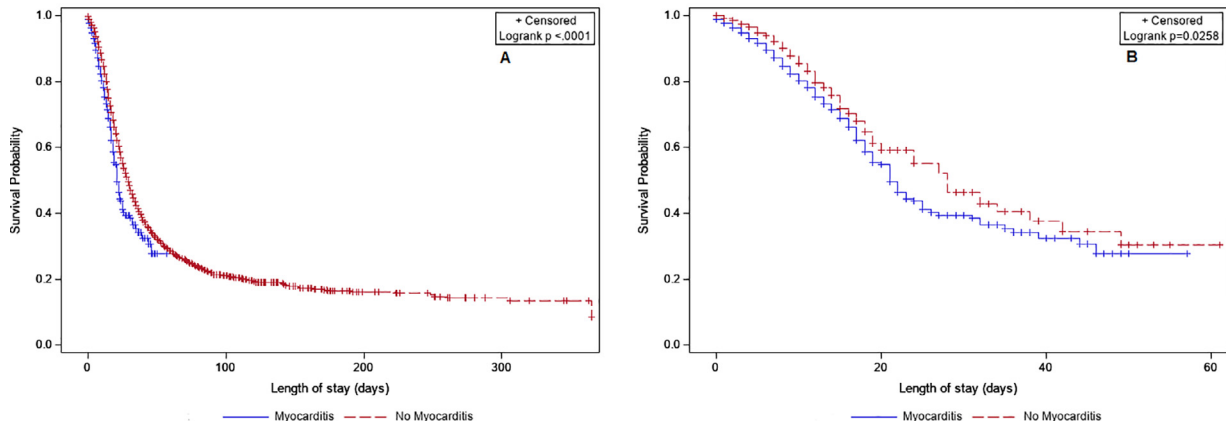 + Censored
Logrank p <.0001
A
1.0
0.8
0.6
0.4
0.2
0.0
Survival Probability
0
100
200
300
Length of stay (days)
Myocarditis
No Myocarditis
+ Censored
Logrank p=0.0258
B
1.0
0.8
0.6
0.4
0.2
0.0
Survival Probability
0
20
40
60
Length of stay (days)
Myocarditis
No Myocarditis